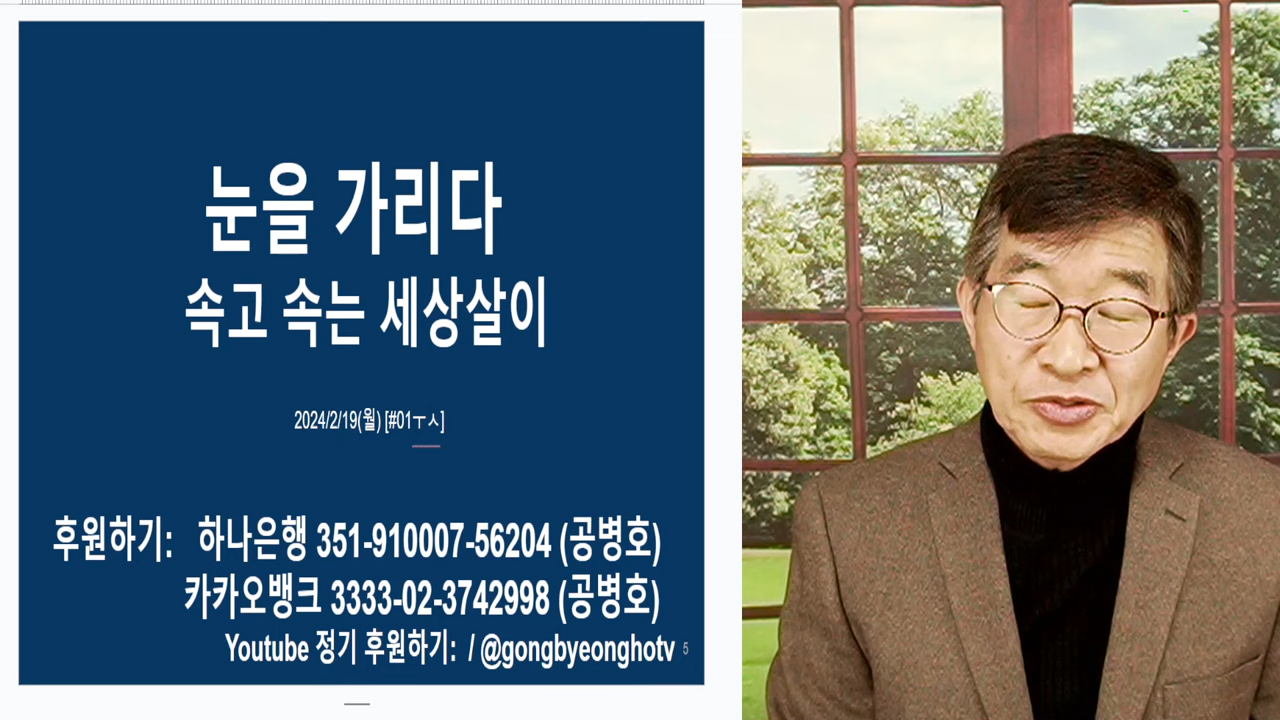 눈을 가리다
속고 속는 세상살이
2024/2/19(월) [#01ㅜㅅ]
후원하기: 하나은행 351-910007-56204 (공병호)
카카오뱅크 3333-02-3742998 (공병호)
Youtube 정기 후원하기: / @gongbyeonghotv 5